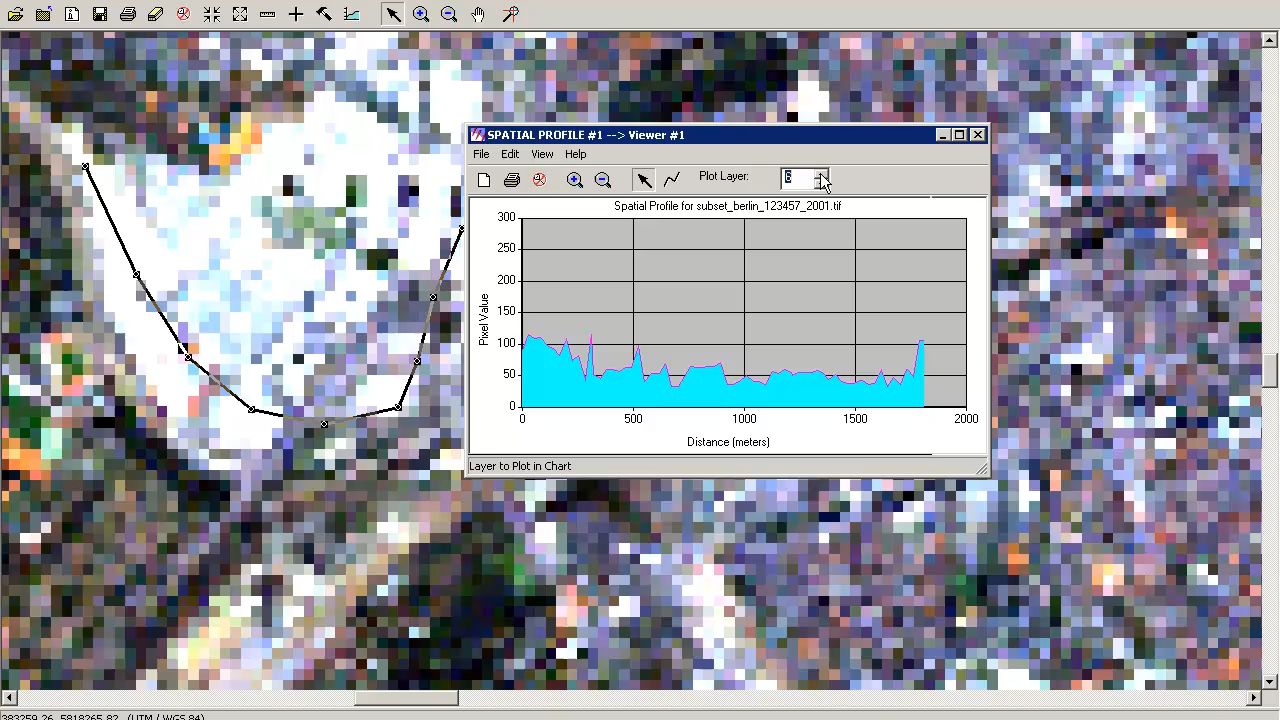 SPATIAL PROFILE #1 --> Viewer #1
File Edit View Help
Plot Layer: 6
Spatial Profile for subset_berlin_123457_2001.tif
300
250
200
150
100
50
0
Pixel Value
0 500 1000 1500 2000
Distance (meters)
Layer to Plot in Chart